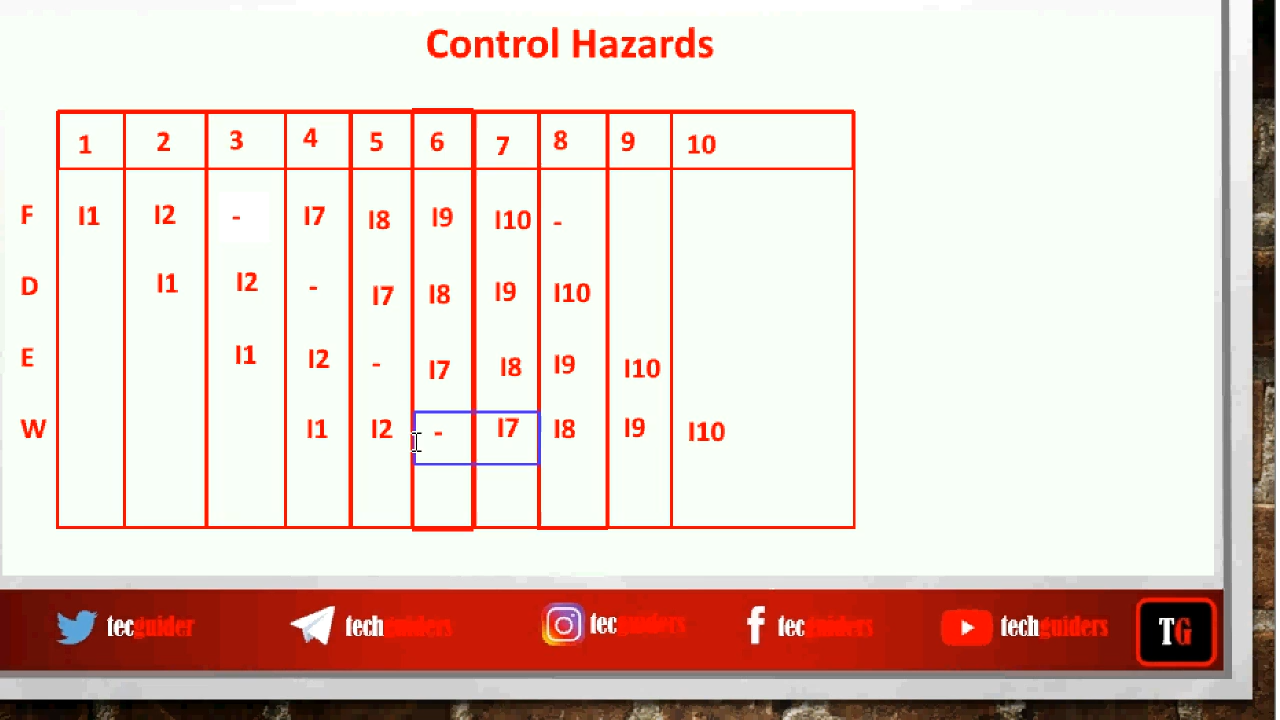 Control Hazards
1 2 3 4 5 6 7 8 9 10
F I1 I2 - I7 I8 I9 I10 -
D I1 I2 - I7 I8 I9 I10
E I1 I2 - I7 I8 I9 I10
W I1 I2 - I7 I8 I9 I10
tecguider techguiders tecguiders tecguiders techguiders TG